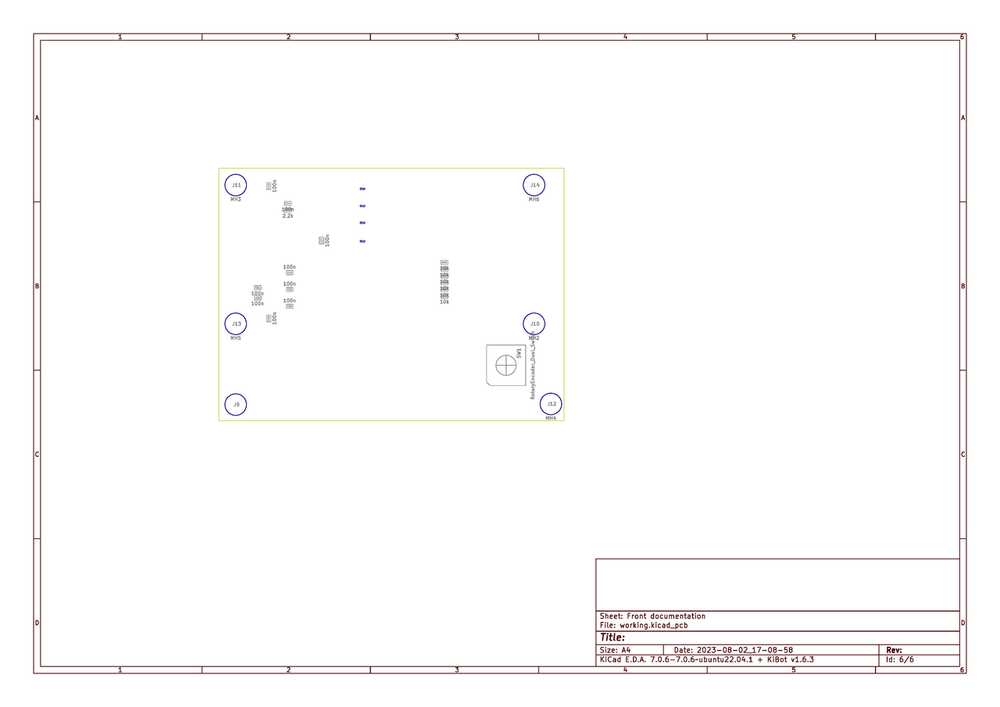 1 2 3 4 5 6
A A
J11 100n J14
MH3 100n MH6
2.2k
100n
B B
100n
100n 100n
100n
100n
100n
10k
10k
10k
10k
10k
10k
J13 J10
MH5 MH2
SW1
RotaryEncoder_Dual_Switch
J9 J12
MH4
C C
Sheet: Front documentation
File: working.kicad_pcb
D D
Title:
Size: A4 Date: 2023-08-02_17-08-58 Rev:
KiCad E.D.A. 7.0.6-7.0.6~ubuntu22.04.1 + KiBot v1.6.3 Id: 6/6
1 2 3 4 5 6